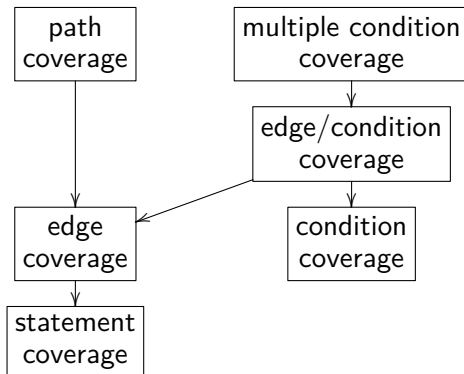 path
coverage
multiple condition
coverage
edge/condition
coverage
edge
coverage
condition
coverage
statement
coverage